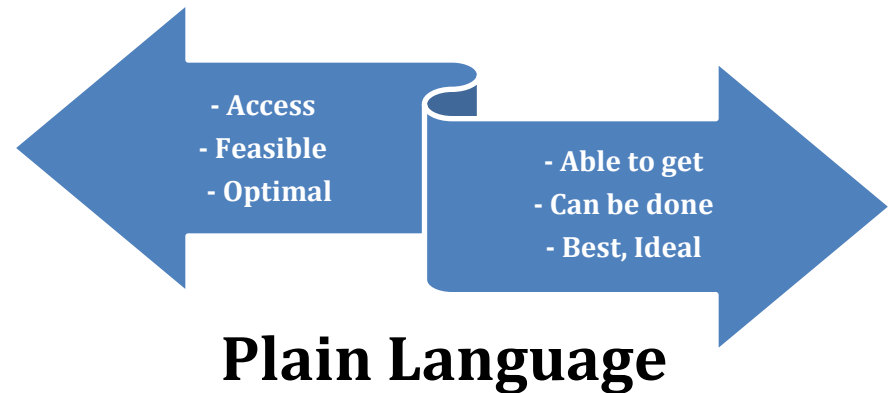 - Access
- Feasible
- Optimal
- Able to get
- Can be done
- Best, Ideal
Plain Language